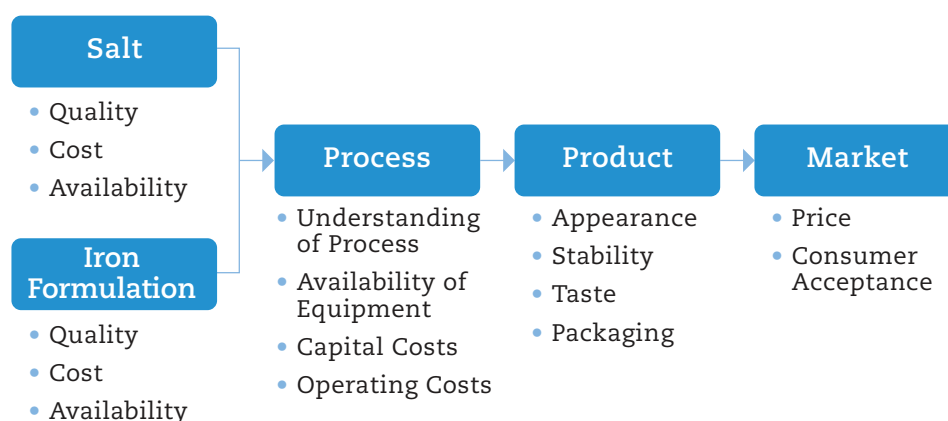 Salt
• Quality
• Cost
• Availability
Iron
Formulation
• Quality
• Cost
• Availability
Process
• Understanding
of Process
• Availability of
Equipment
• Capital Costs
• Operating Costs
Product
• Appearance
• Stability
• Taste
• Packaging
Market
• Price
• Consumer
Acceptance